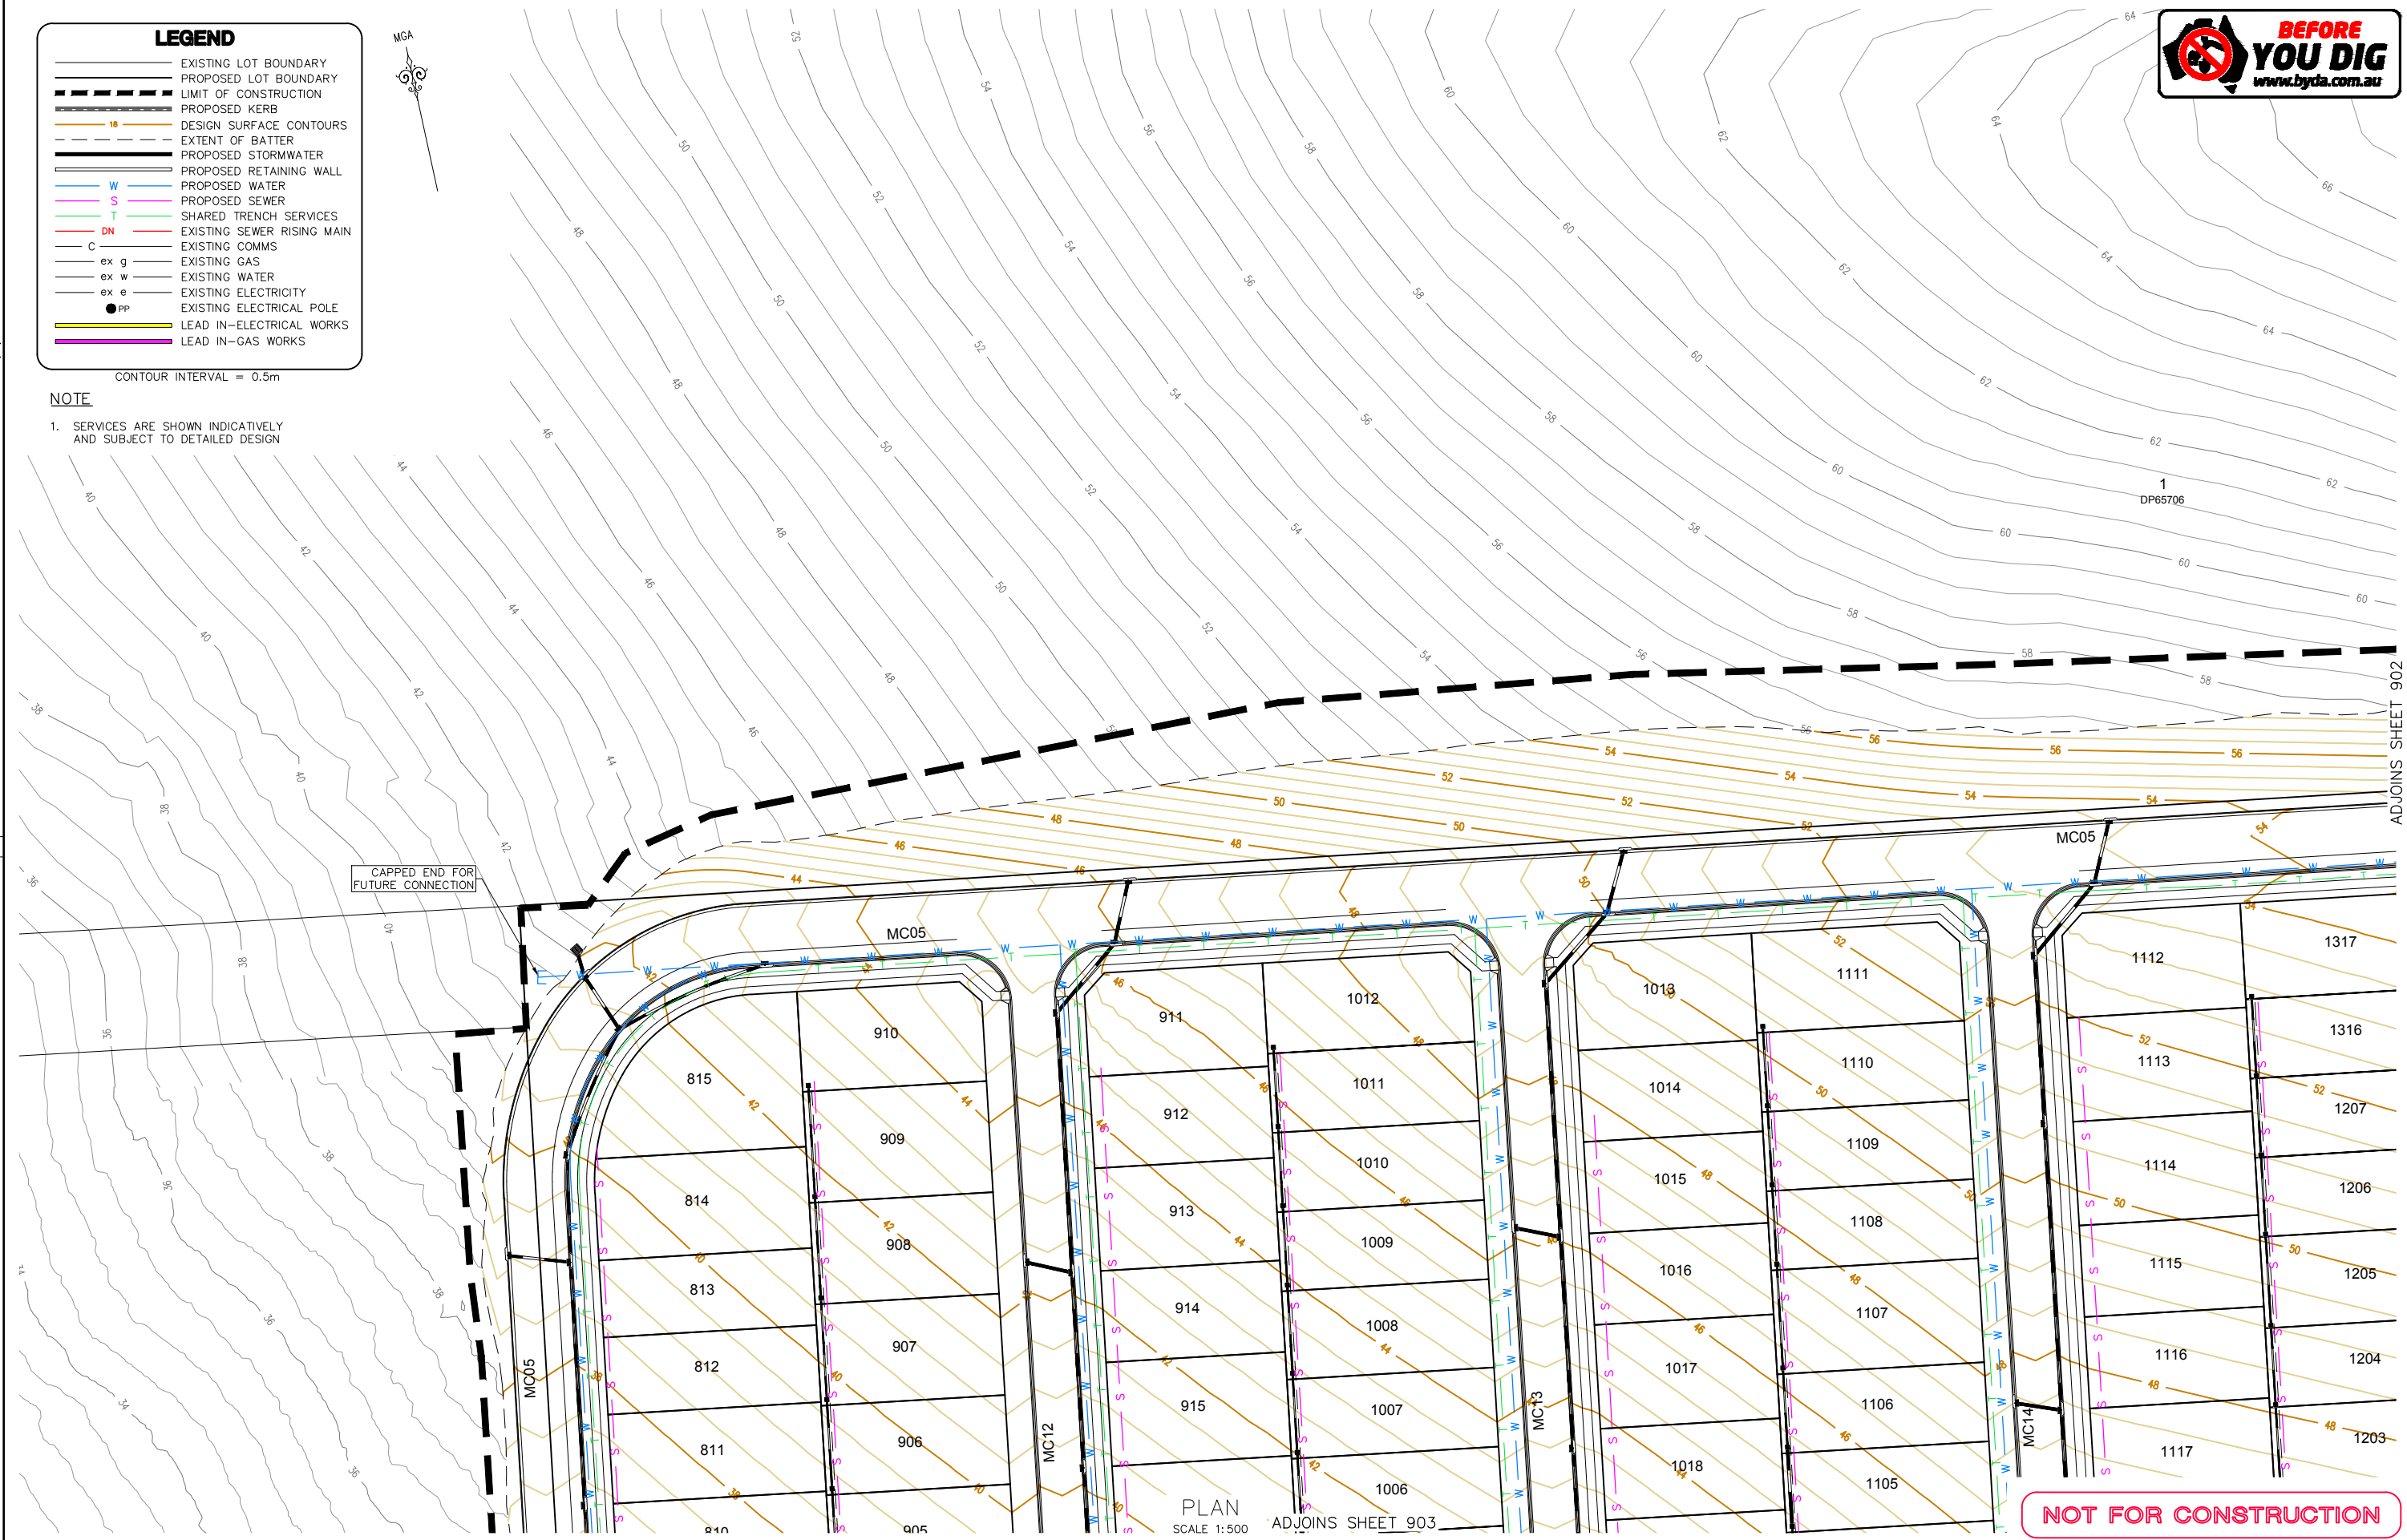 LEGEND
EXISTING LOT BOUNDARY
PROPOSED LOT BOUNDARY
LIMIT OF CONSTRUCTION
PROPOSED KERB
18 DESIGN SURFACE CONTOURS
EXTENT OF BATTER
PROPOSED STORMWATER
PROPOSED RETAINING WALL
W PROPOSED WATER
S PROPOSED SEWER
T SHARED TRENCH SERVICES
DN EXISTING SEWER RISING MAIN
C EXISTING COMMS
ex g EXISTING GAS
ex w EXISTING WATER
ex e EXISTING ELECTRICITY
PP EXISTING ELECTRICAL POLE
LEAD IN-ELECTRICAL WORKS
LEAD IN-GAS WORKS
CONTOUR INTERVAL = 0.5m
NOTE
1. SERVICES ARE SHOWN INDICATIVELY
AND SUBJECT TO DETAILED DESIGN
MGA
BEFORE
YOU DIG
www.byda.com.au
1
DP65706
ADJOINS SHEET 902
CAPPED END FOR
FUTURE CONNECTION
MC05
MC05
MC05
MC12
MC13
MC14
815
814
813
812
811
810
910
909
908
907
906
905
911
912
913
914
915
1012
1011
1010
1009
1008
1007
1006
1013
1014
1015
1016
1017
1018
1111
1110
1109
1108
1107
1106
1105
1112
1113
1114
1115
1116
1117
1317
1316
1207
1206
1205
1204
1203
PLAN
SCALE 1:500
ADJOINS SHEET 903
NOT FOR CONSTRUCTION